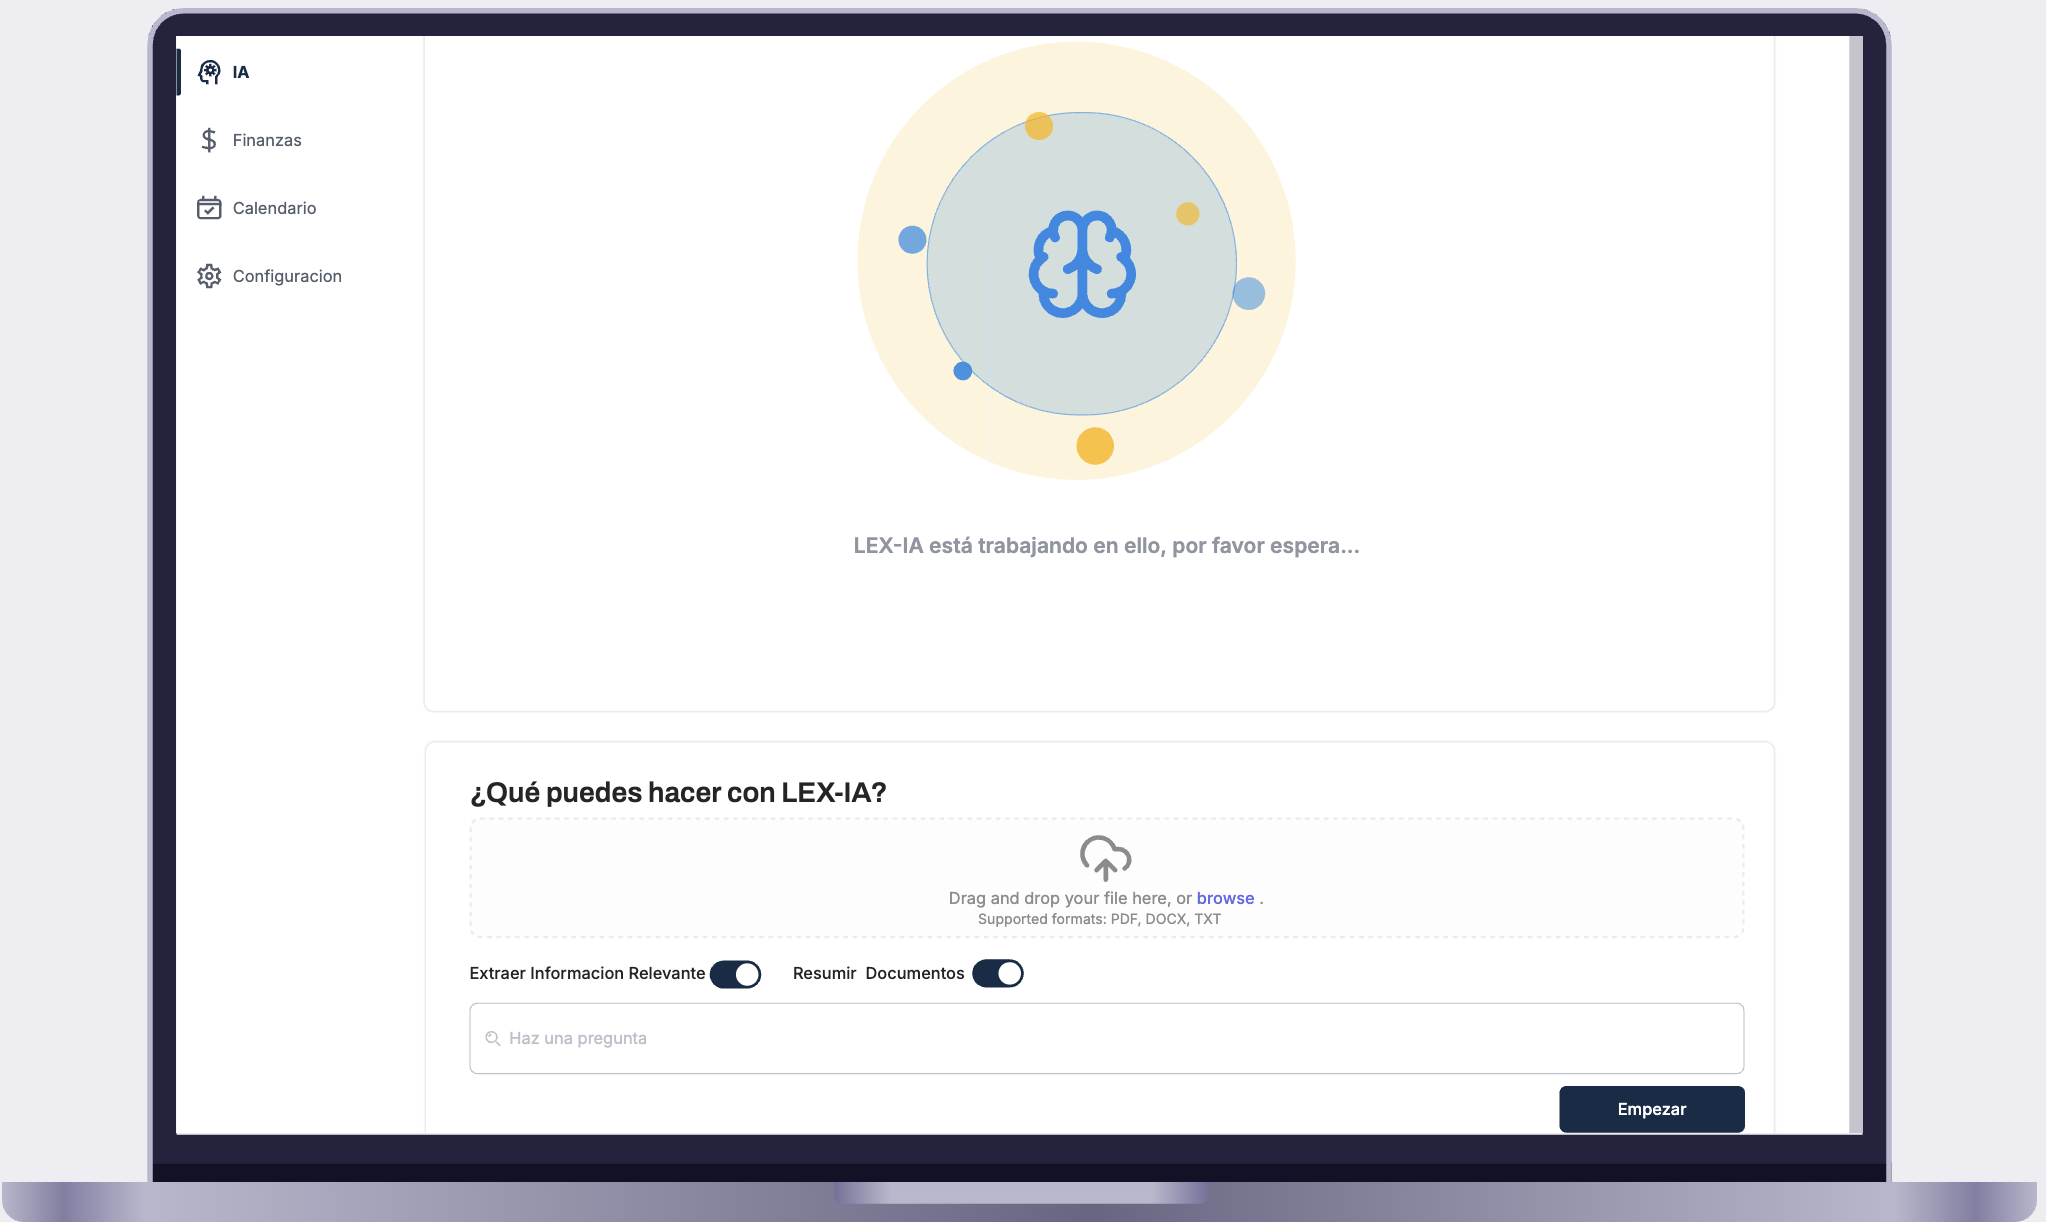 IA
Finanzas
Calendario
Configuracion
LEX-IA está trabajando en ello, por favor espera...
¿Qué puedes hacer con LEX-IA?
Drag and drop your file here, or browse .
Supported formats: PDF, DOCX, TXT
Extraer Informacion Relevante
Resumir Documentos
Haz una pregunta
Empezar